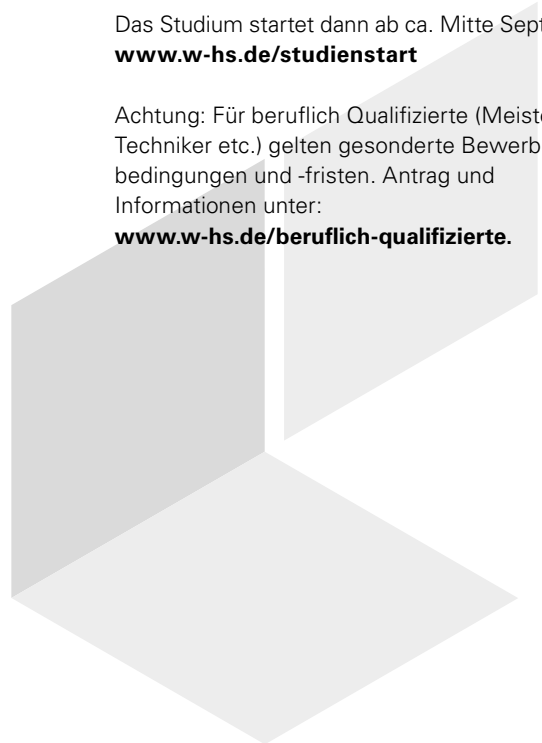 Das Studium startet dann ab ca. Mitte Sept
www.w-hs.de/studienstart
Achtung: Für beruflich Qualifizierte (Meiste
Techniker etc.) gelten gesonderte Bewerb
bedingungen und -fristen. Antrag und
Informationen unter:
www.w-hs.de/beruflich-qualifizierte.